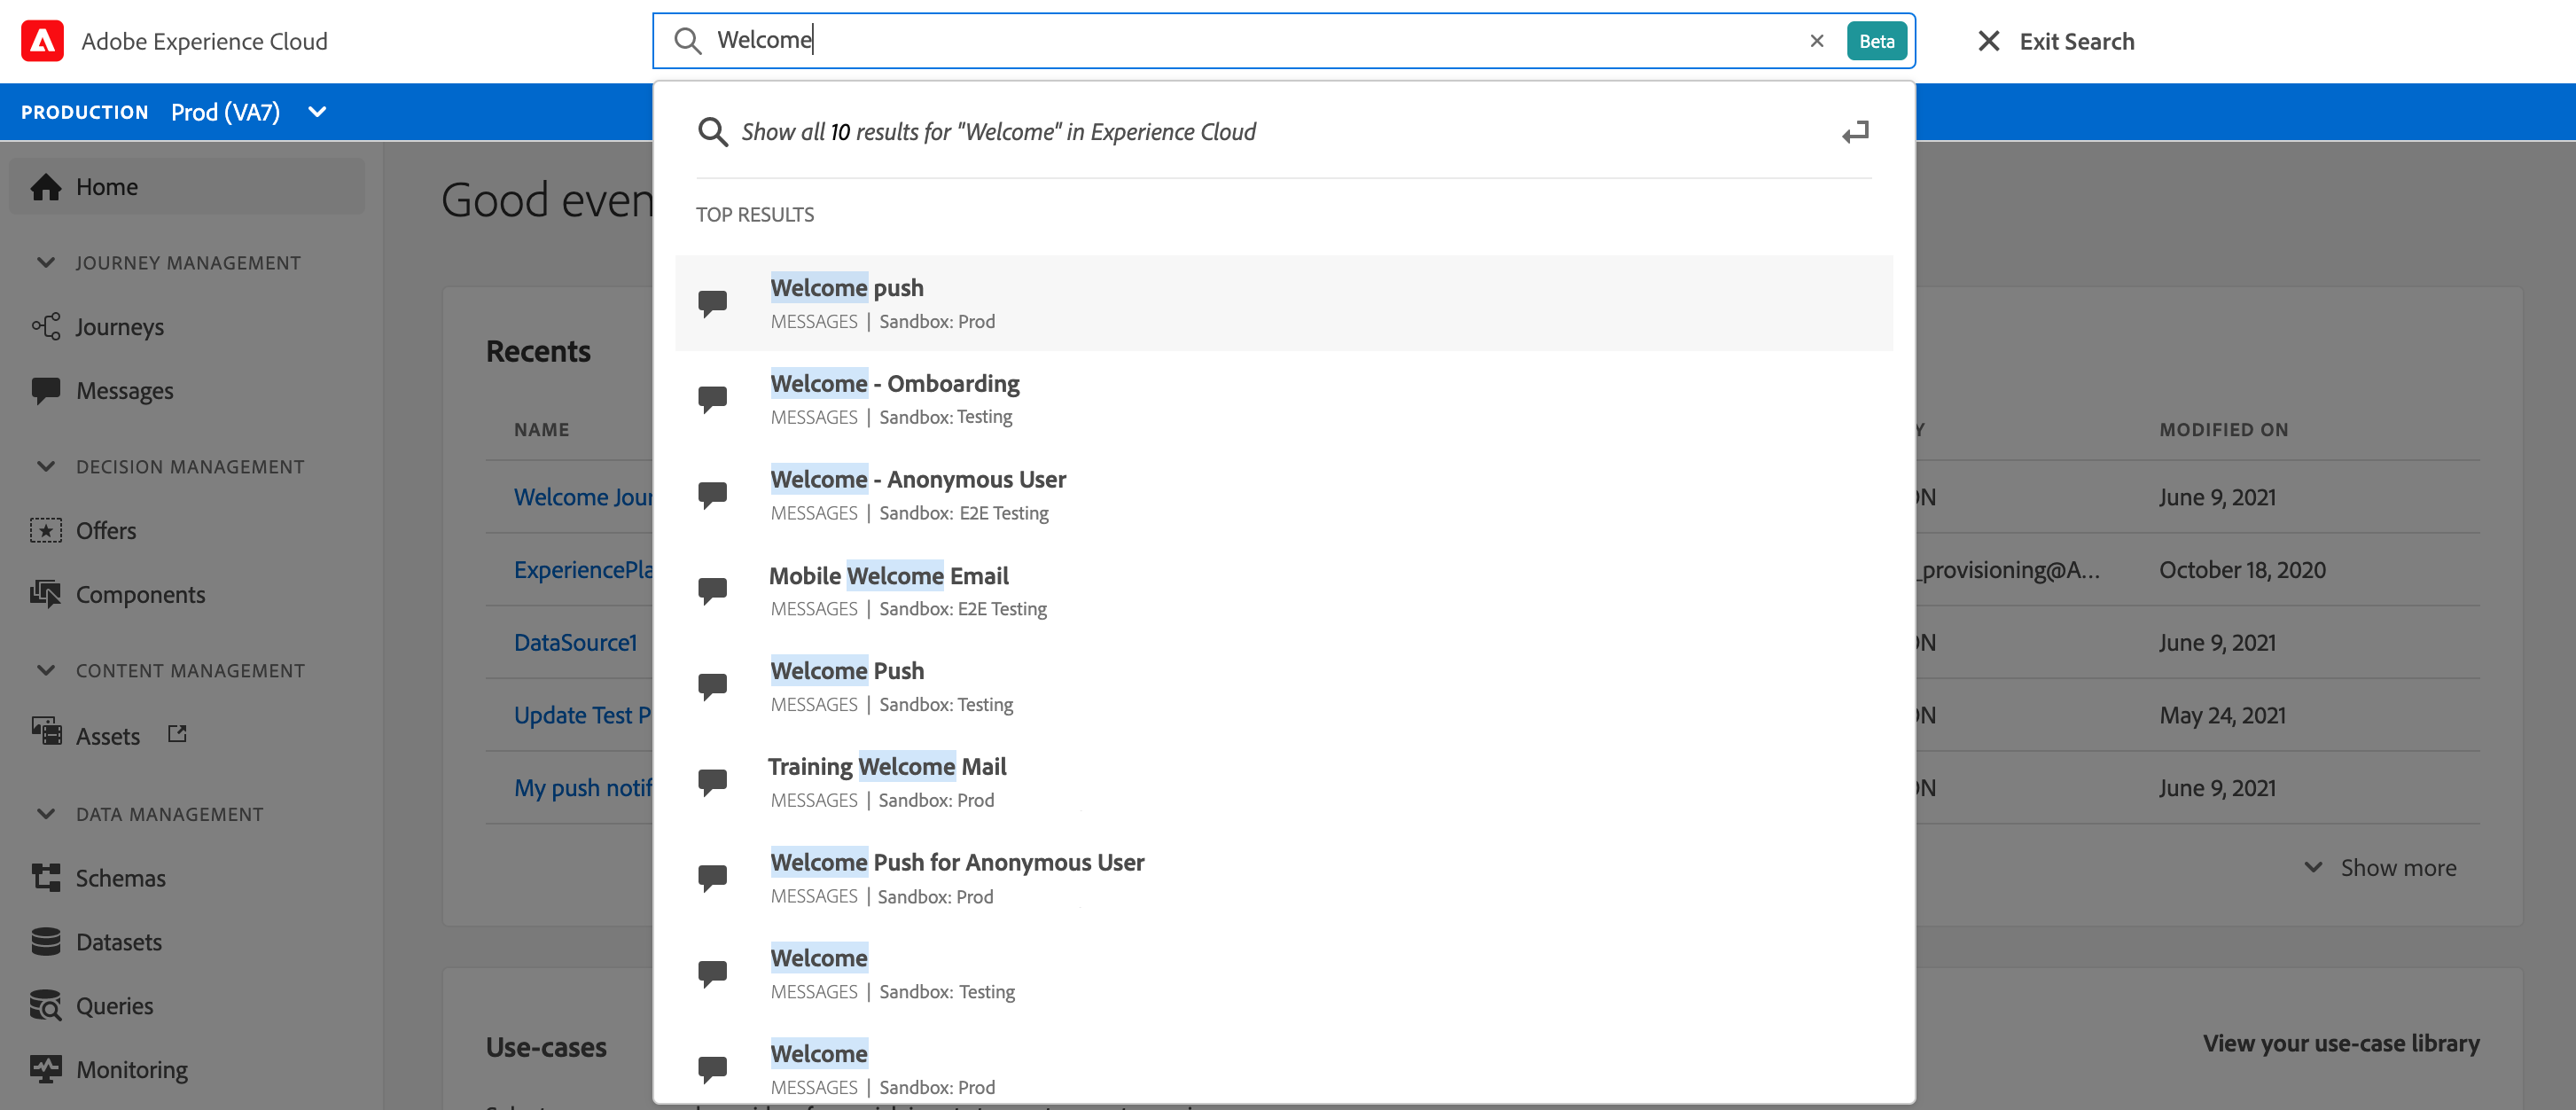 Adobe Experience Cloud
Welcome
Beta
Exit Search
PRODUCTION Prod (VA7)
Show all 10 results for "Welcome" in Experience Cloud
TOP RESULTS
Welcome push
MESSAGES | Sandbox: Prod
Welcome - Omboarding
MESSAGES | Sandbox: Testing
Welcome - Anonymous User
MESSAGES | Sandbox: E2E Testing
Mobile Welcome Email
MESSAGES | Sandbox: E2E Testing
Welcome Push
MESSAGES | Sandbox: Testing
Training Welcome Mail
MESSAGES | Sandbox: Prod
Welcome Push for Anonymous User
MESSAGES | Sandbox: Prod
Welcome
MESSAGES | Sandbox: Testing
Welcome
MESSAGES | Sandbox: Prod
Home
JOURNEY MANAGEMENT
Journeys
Messages
DECISION MANAGEMENT
Offers
Components
CONTENT MANAGEMENT
Assets
DATA MANAGEMENT
Schemas
Datasets
Queries
Monitoring
Good even
Recents
NAME
Y MODIFIED ON
Welcome Jour
ON June 9, 2021
ExperiencePla
_provisioning@A... October 18, 2020
DataSource1
ON June 9, 2021
Update Test P
ON May 24, 2021
My push notif
ON June 9, 2021
Show more
Use-cases
View your use-case library